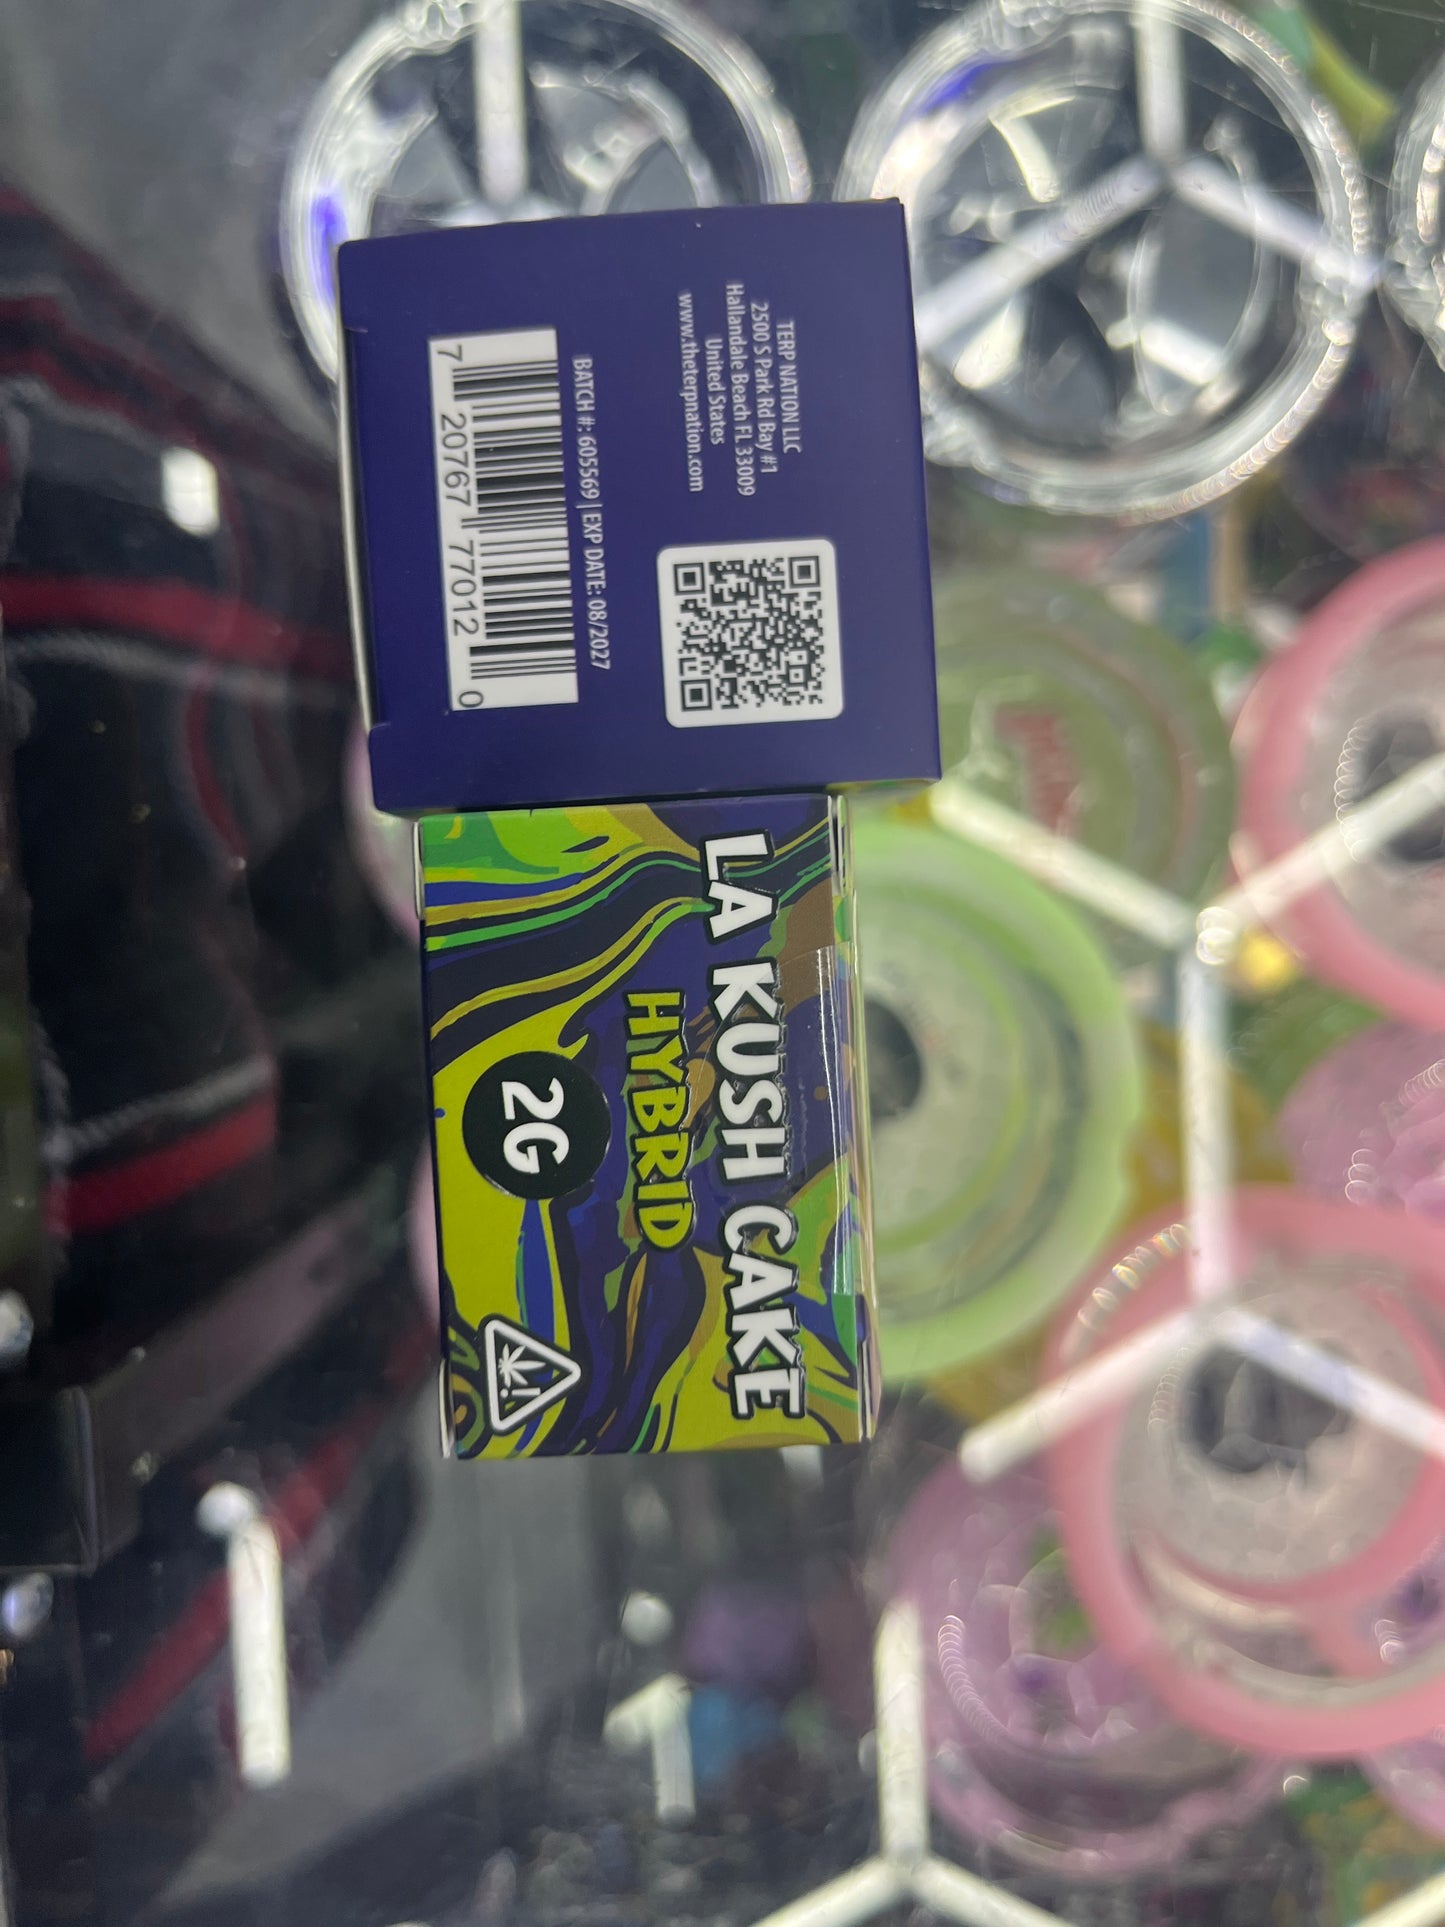 TERP NATION LLC
2500 S Park Rd Bay #1
Hallandale Beach FL 33009
United States
www.theterpnation.com
BATCH #: 605569 | EXP DATE: 08/2027
7 20767 77012 0
LA KUSH CAKE
HYBRID
2G